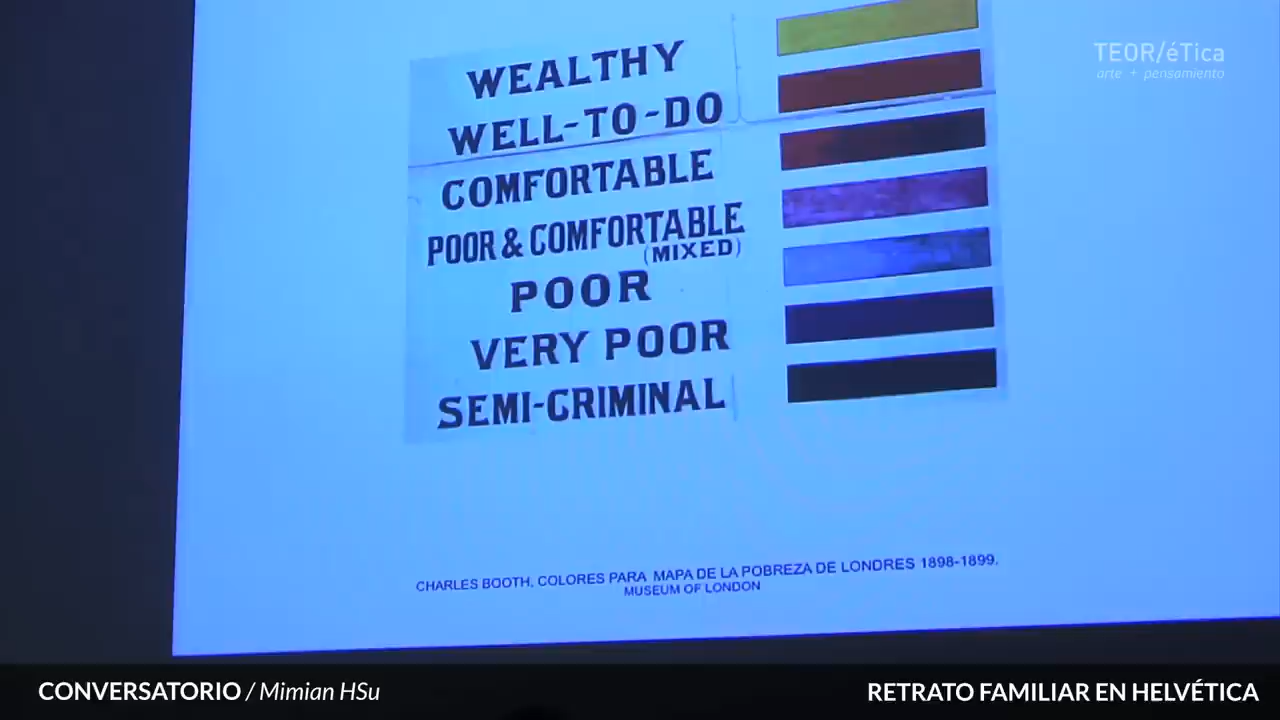 TEOR/éTica
arte + pensamiento
WEALTHY
WELL-TO-DO
COMFORTABLE
POOR & COMFORTABLE
(MIXED)
POOR
VERY POOR
SEMI-CRIMINAL
CHARLES BOOTH, COLORES PARA MAPA DE LA POBREZA DE LONDRES 1898-1899.
MUSEUM OF LONDON
CONVERSATORIO / Mimian HSu
RETRATO FAMILIAR EN HELVÉTICA